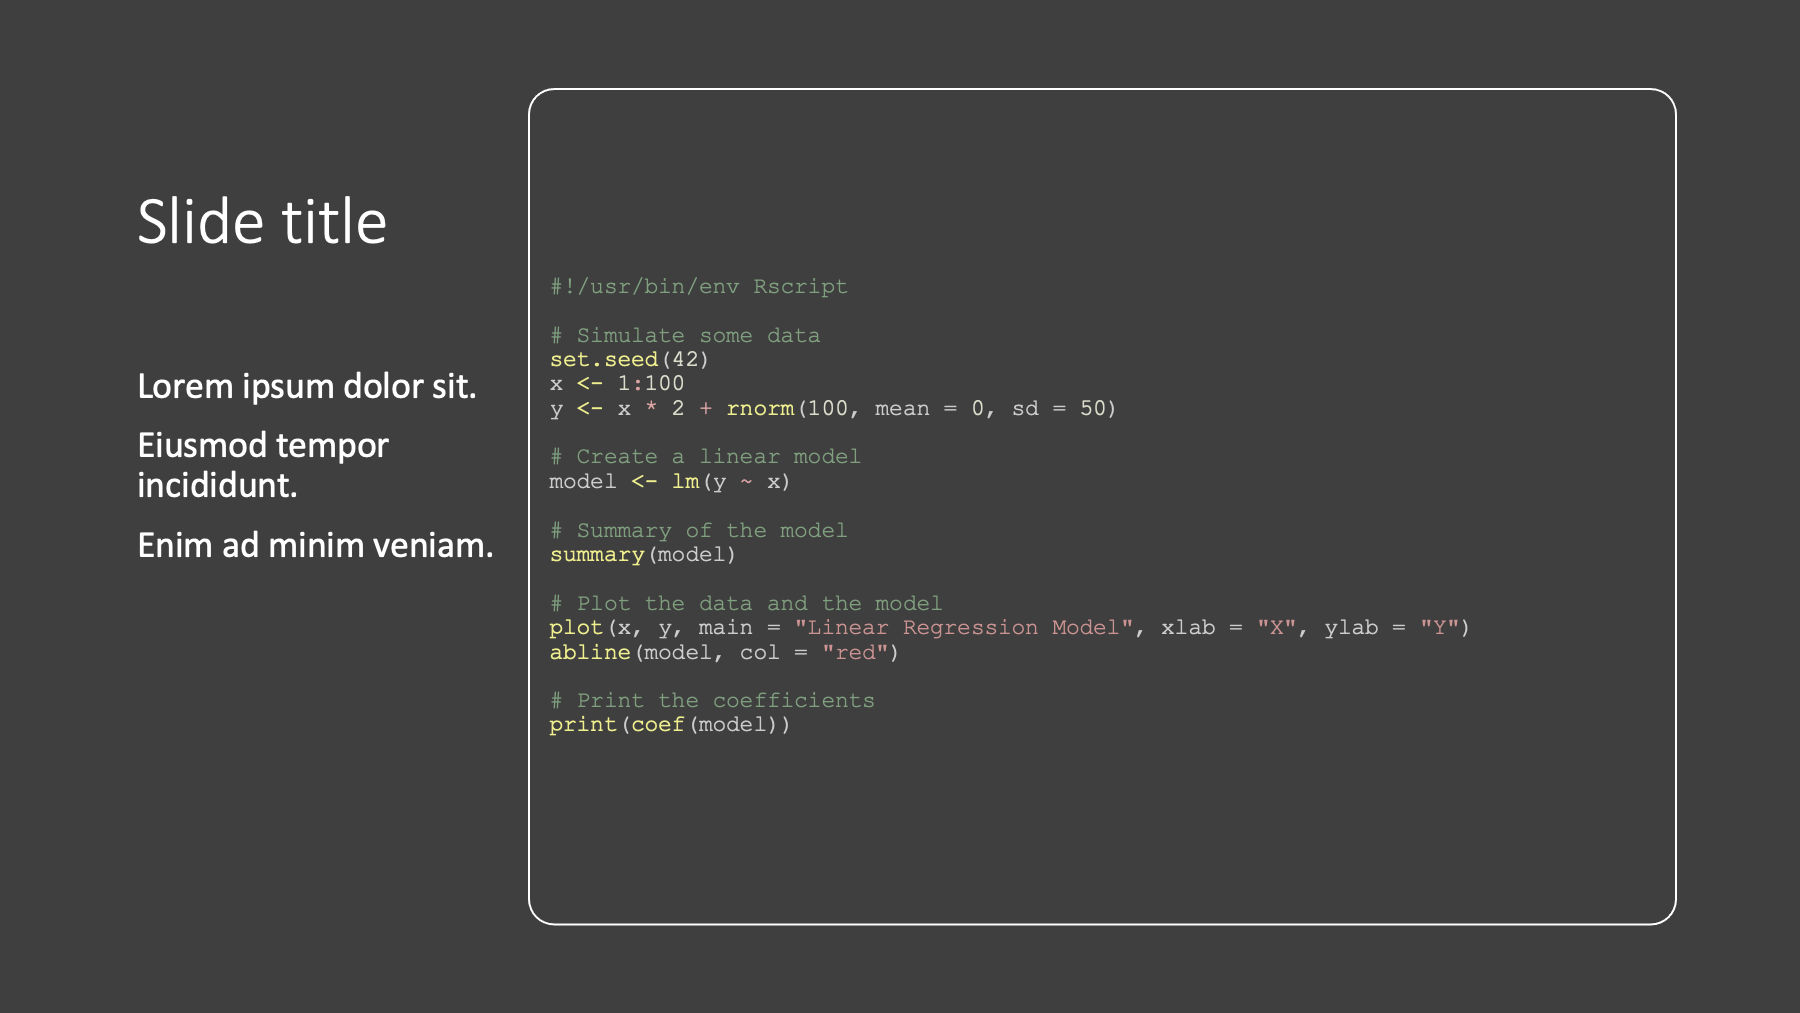 Slide title
Lorem ipsum dolor sit.
Eiusmod tempor
incididunt.
Enim ad minim veniam.
#!/usr/bin/env Rscript
# Simulate some data
set.seed(42)
x <- 1:100
y <- x * 2 + rnorm(100, mean = 0, sd = 50)
# Create a linear model
model <- lm(y ~ x)
# Summary of the model
summary(model)
# Plot the data and the model
plot(x, y, main = "Linear Regression Model", xlab = "X", ylab = "Y")
abline(model, col = "red")
# Print the coefficients
print(coef(model))